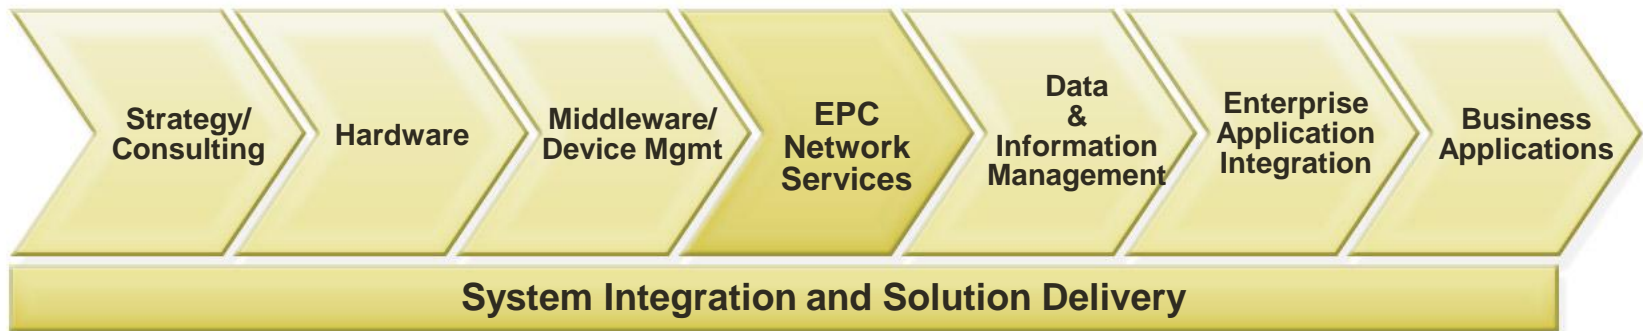 Strategy/
Consulting
Hardware
Middleware/
Device Mgmt
EPC
Network
Services
Data
&
Information
Management
Enterprise
Application
Integration
Business
Applications
System Integration and Solution Delivery